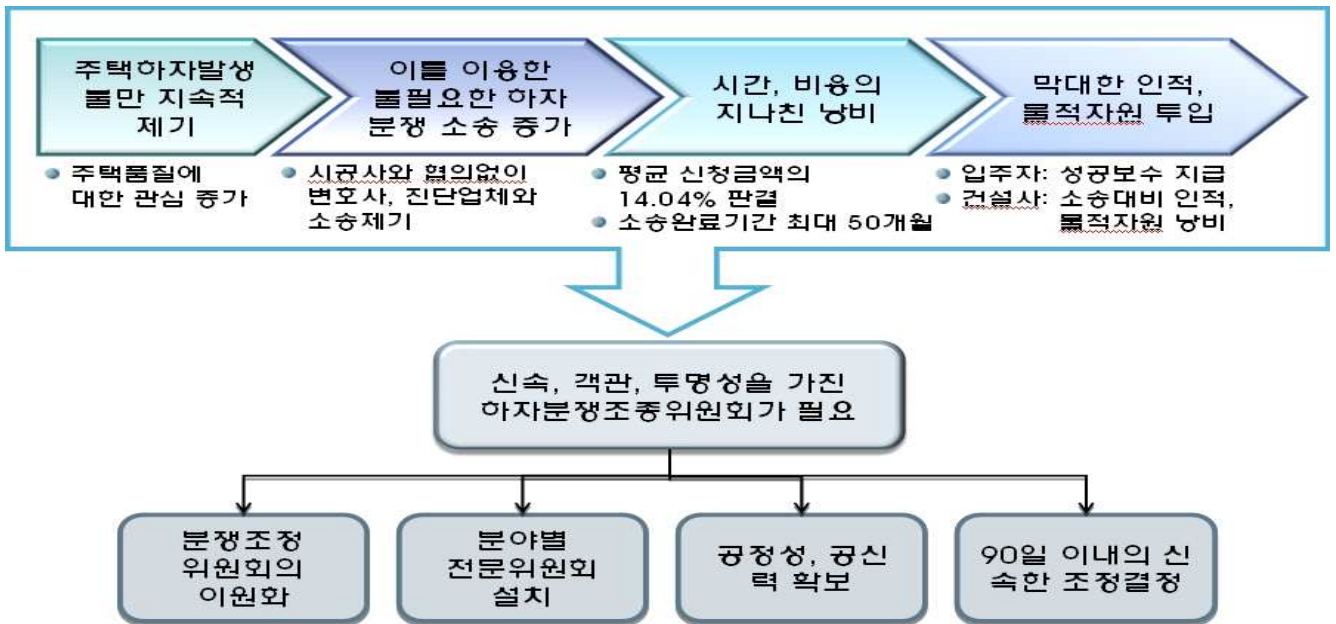 주택하자발생
불만 지속적
제기
이를 이용한
불필요한 하자
분쟁 소송 증가
시간, 비용의
지나친 낭비
막대한 인적,
물적자원 투입
주택품질에
대한 관심 증가
시공사와 협의없이
변호사, 진단업체와
소송제기
평균 신청금액의
14.04% 판결
소송완료기간 최대 50개월
입주자: 성공보수 지급
건설사: 소송대비 인적,
물적자원 낭비
신속, 객관, 투명성을 가진
하자분쟁조종위원회가 필요
분쟁조정
위원회의
이원화
분야별
전문위원회
설치
공정성, 공신
력 확보
90일 이내의 신
속한 조정결정